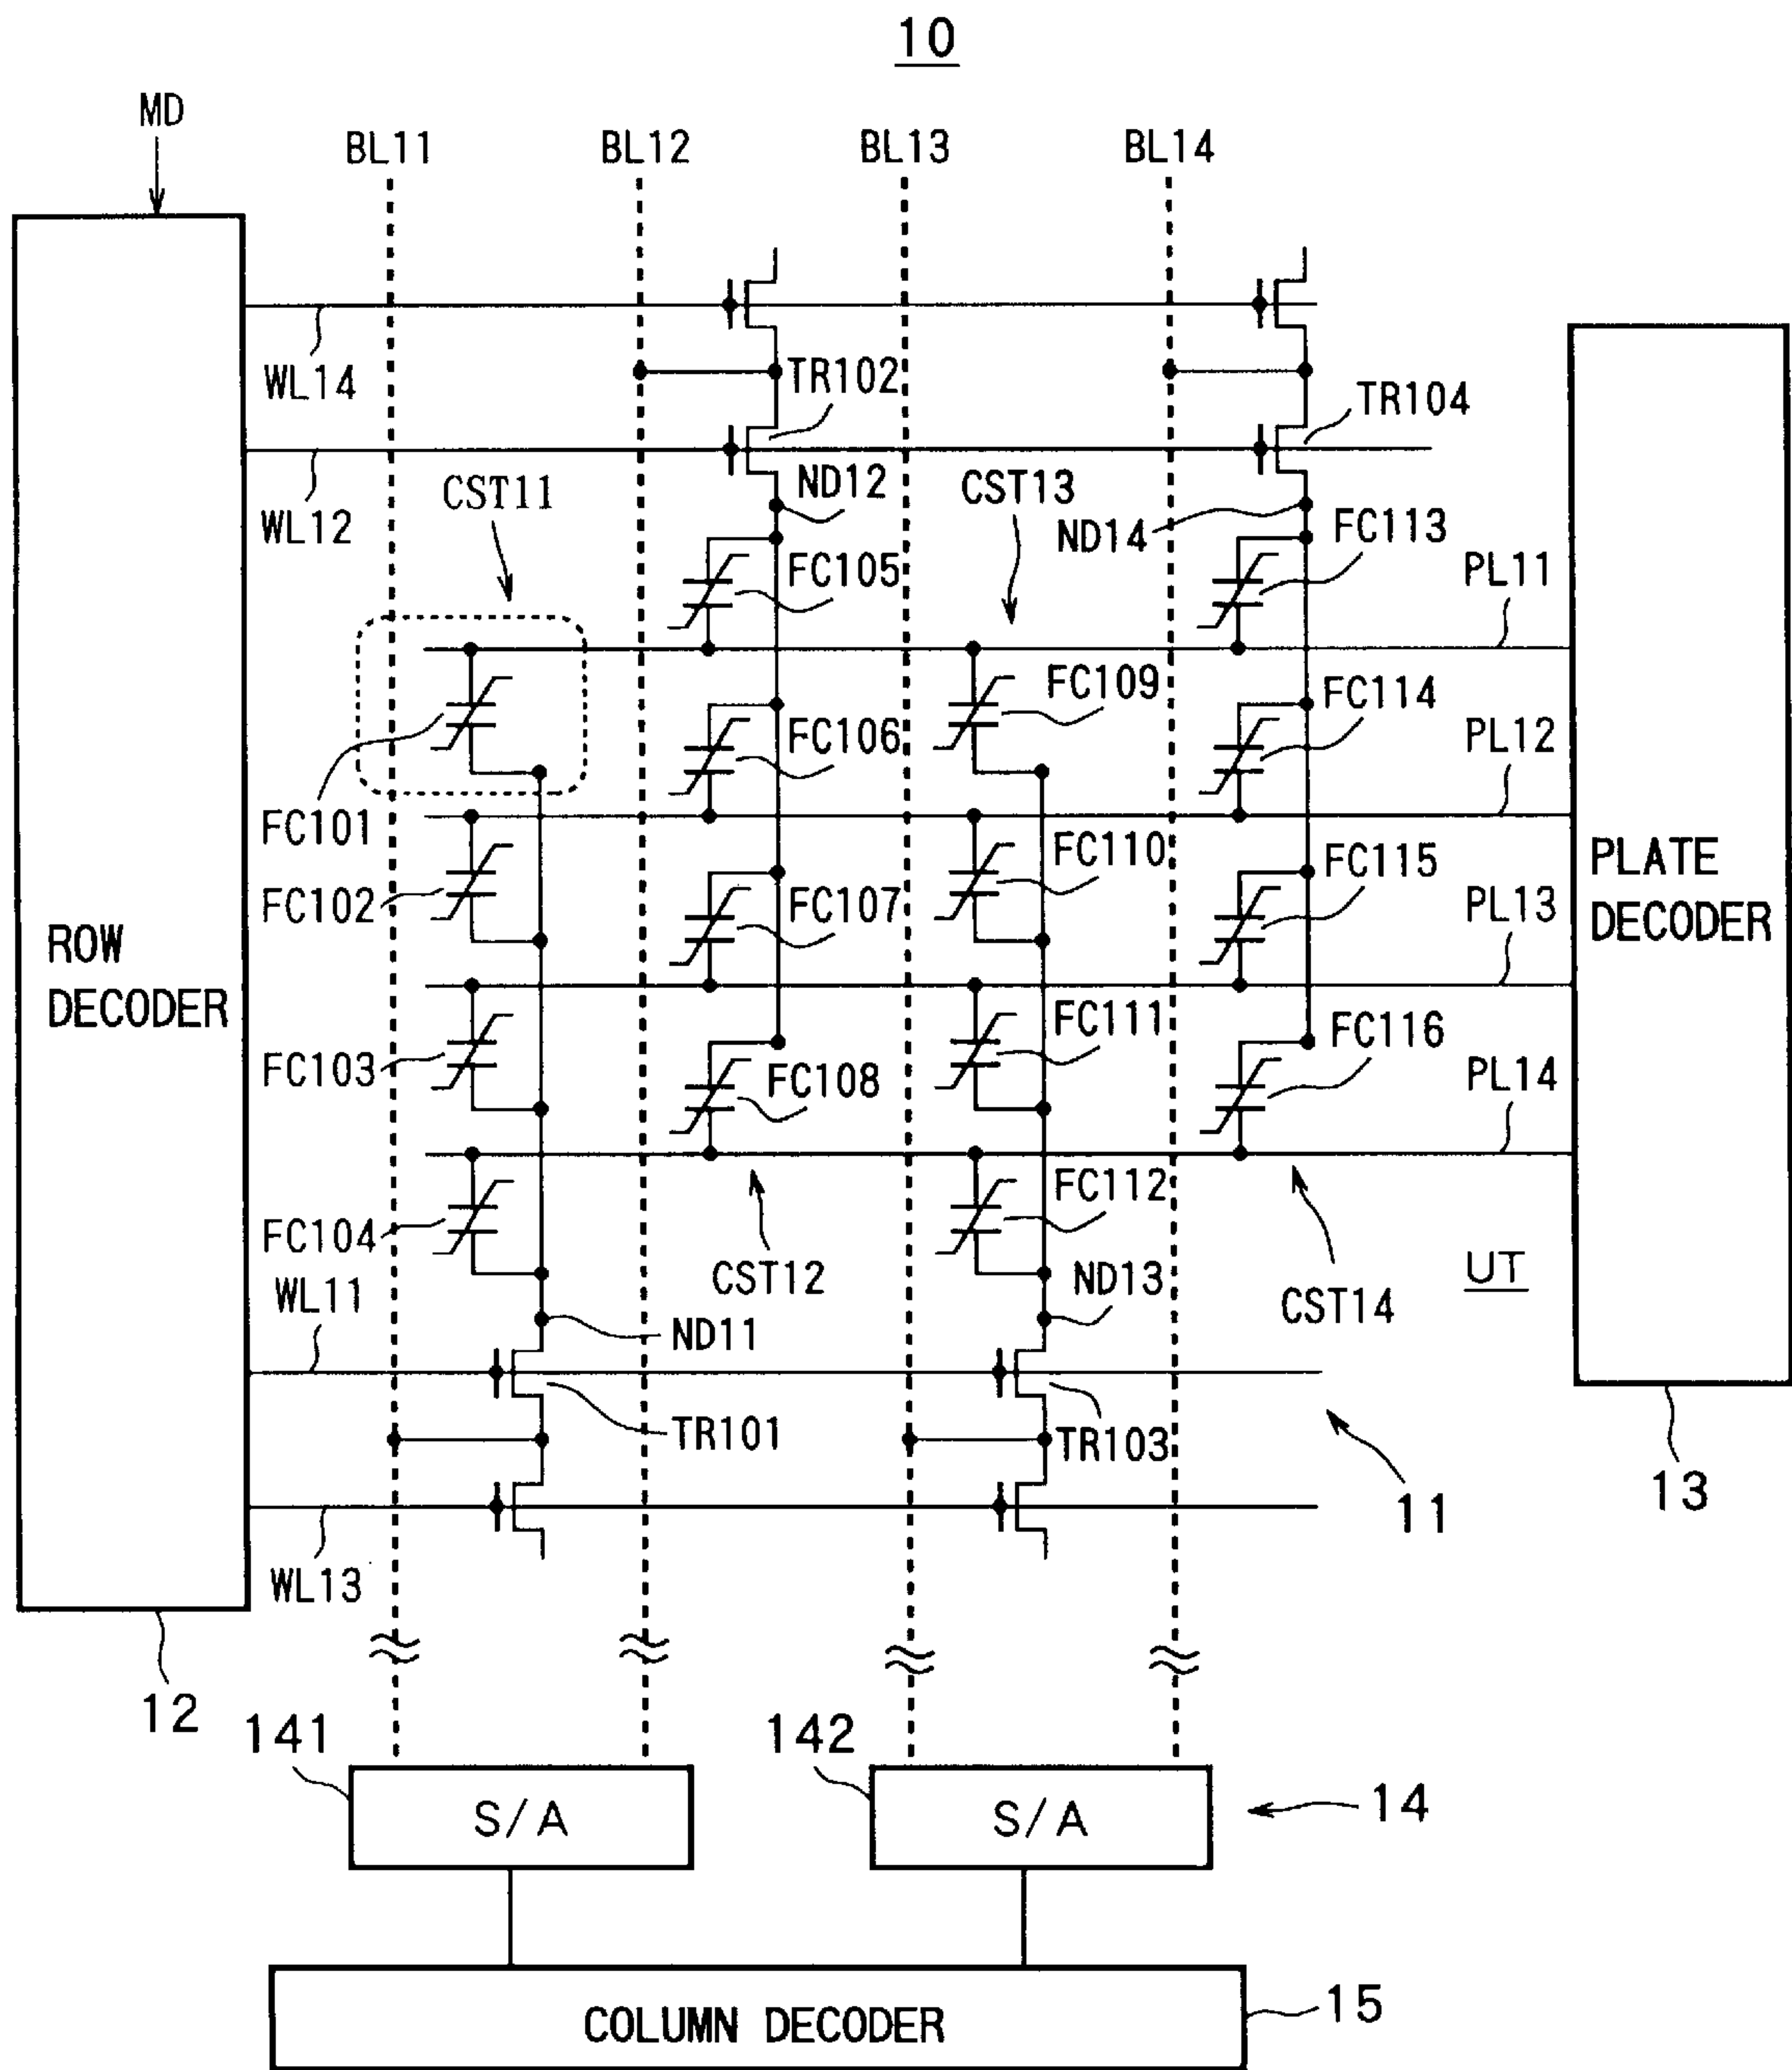 10
MD
BL11
BL12
BL13
BL14
WL14
TR102
TR104
WL12
CST11
ND12
CST13
ND14
FC113
FC105
PL11
FC109
FC114
FC106
PL12
FC101
FC110
FC115
PLATE
DECODER
FC102
FC107
PL13
ROW
DECODER
FC103
FC111
FC116
FC108
PL14
FC104
FC112
CST12
ND13
UT
CST14
WL11
ND11
TR101
TR103
11
13
WL13
12
141
142
S/A
S/A
14
COLUMN DECODER
15